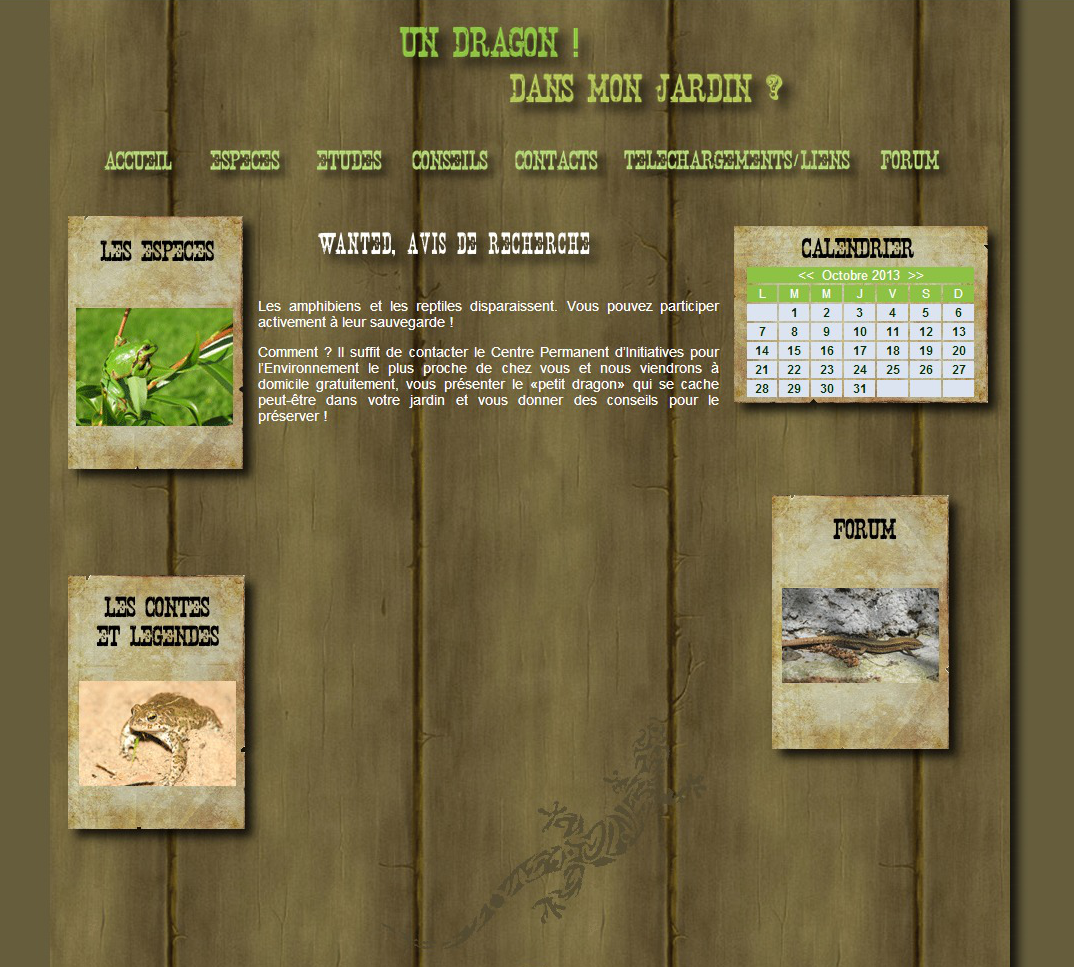 UN DRAGON !
DANS MON JARDIN ?
ACCUEIL ESPECES ETUDES CONSEILS CONTACTS TELECHARGEMENTS/LIENS FORUM
LES ESPECES
WANTED, AVIS DE RECHERCHE
Les amphibiens et les reptiles disparaissent. Vous pouvez participer
activement à leur sauvegarde !
Comment ? Il suffit de contacter le Centre Permanent d'Initiatives pour
l'Environnement le plus proche de chez vous et nous viendrons à
domicile gratuitement, vous présenter le «petit dragon» qui se cache
peut-être dans votre jardin et vous donner des conseils pour le
préserver !
CALENDRIER
<< Octobre 2013 >>
L M M J V S D
1 2 3 4 5 6
7 8 9 10 11 12 13
14 15 16 17 18 19 20
21 22 23 24 25 26 27
28 29 30 31
FORUM
LES CONTES
ET LEGENDES